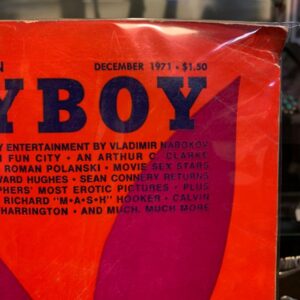 N
DECEMBER 1971 • $1.50
YBOY
Y ENTERTAINMENT BY VLADIMIR NABOKOV
N FUN CITY • AN ARTHUR C. CLARKE
ROMAN POLANSKI • MOVIE SEX STARS
WARD HUGHES • SEAN CONNERY RETURNS
PHERS' MOST EROTIC PICTURES • PLUS
RICHARD "M*A*S*H" HOOKER • CALVIN
HARRINGTON • AND MUCH, MUCH MORE